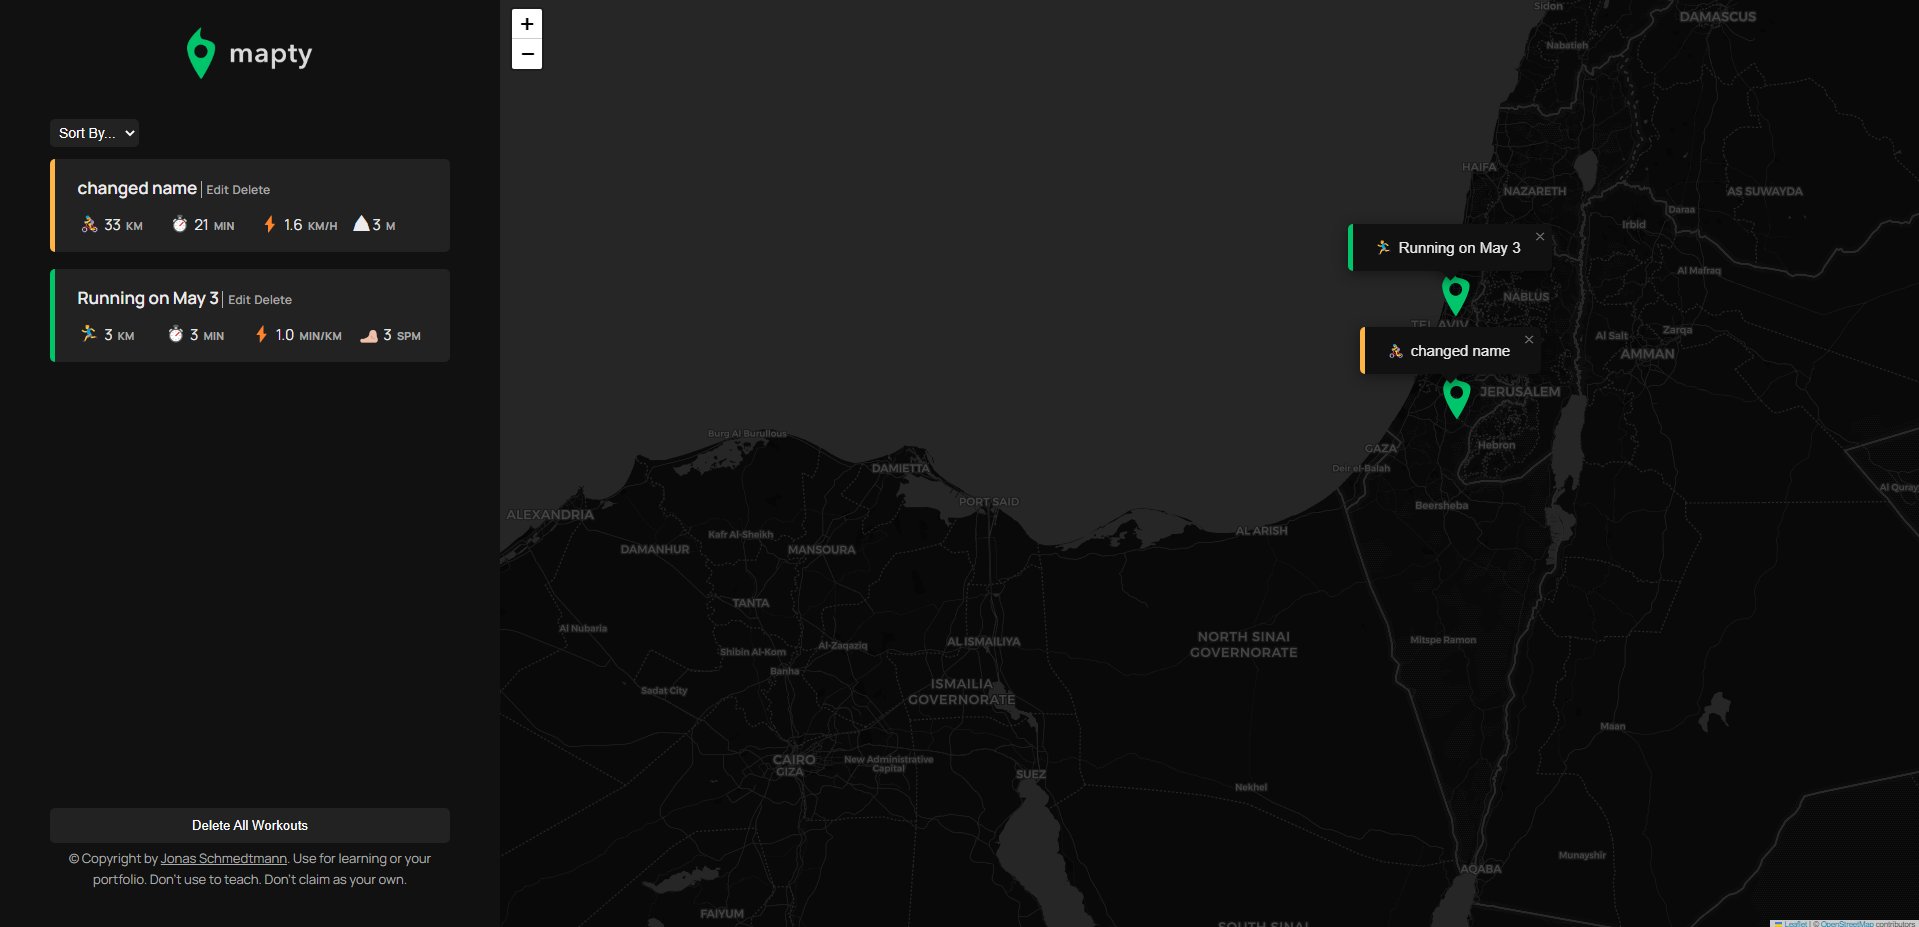 mapty
Sort By...
changed name | Edit Delete
33 KM 21 MIN 1.6 KM/H 3 M
Running on May 3 | Edit Delete
3 KM 3 MIN 1.0 MIN/KM 3 SPM
Delete All Workouts
© Copyright by Jonas Schmedtmann. Use for learning or your
portfolio. Don't use to teach. Don't claim as your own.
+
−
Sidon
DAMASCUS
Nabatieh
HAIFA
NAZARETH
AS SUWAYDA
Daraa
Irbid
Running on May 3 ×
Al Mafraq
NABLUS
TEL AVIV
Al Salt
Zarqa
changed name ×
AMMAN
JERUSALEM
Burg Al Burullous
Hebron
GAZA
DAMIETTA
Deir el-Balah
Al Quray
PORT SAID
Beersheba
ALEXANDRIA
AL ARISH
Kafr Al-Sheikh
DAMANHUR
MANSOURA
TANTA
Al Nubaria
NORTH SINAI
GOVERNORATE
Mitspe Ramon
AL ISMAILIYA
Al-Zaqaziq
Shibin Al-Kom
Banha
ISMAILIA
GOVERNORATE
Sadat City
Maan
CAIRO
GIZA
New Administrative
Capital
SUEZ
Nekhel
Munayshir
AQABA
FAIYUM
SOUTH SINAI
Leaflet | © OpenStreetMap contributors